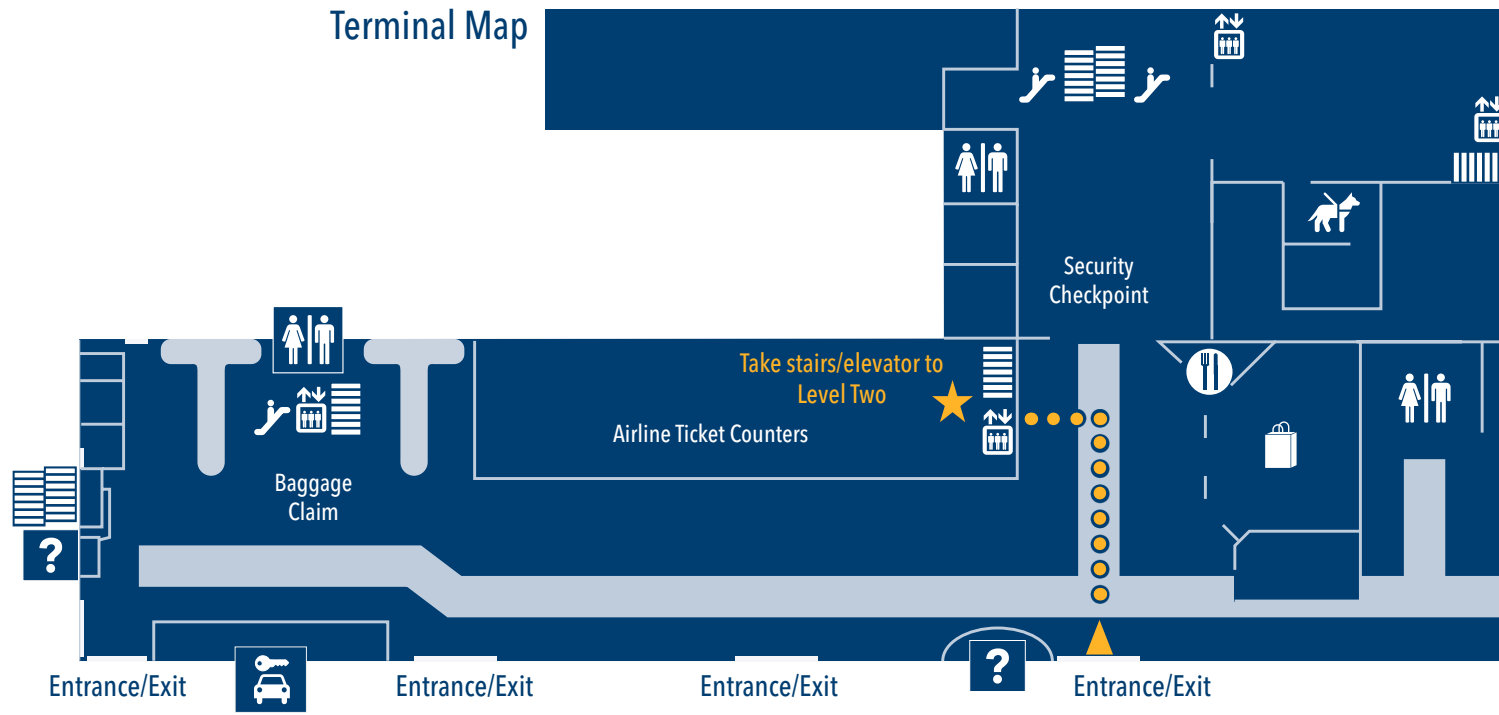 Terminal Map
Security
Checkpoint
Take stairs/elevator to
Level Two
Airline Ticket Counters
Baggage
Claim
?
?
Entrance/Exit
Entrance/Exit
Entrance/Exit
Entrance/Exit